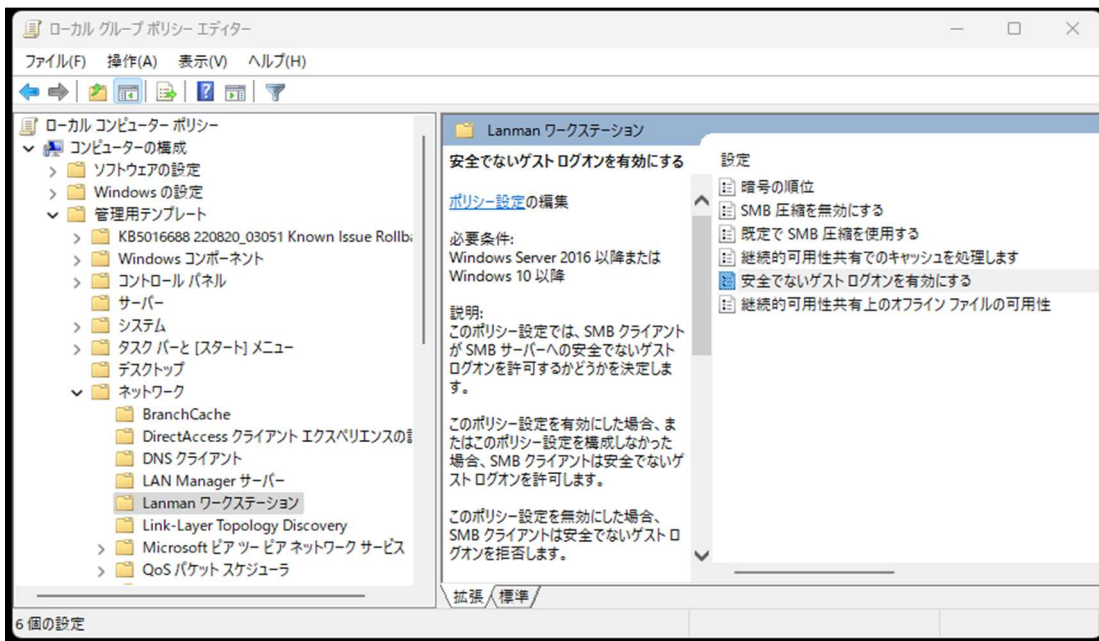 ローカル グループ ポリシー エディター
ファイル(F) 操作(A) 表示(V) ヘルプ(H)
ローカル コンピューター ポリシー
コンピューターの構成
ソフトウェアの設定
Windows の設定
管理用テンプレート
KB5016688 220820_03051 Known Issue Rollb
Windows コンポーネント
コントロール パネル
サーバー
システム
タスク バーと [スタート] メニュー
デスクトップ
ネットワーク
BranchCache
DirectAccess クライアント エクスペリエンスの
DNS クライアント
LAN Manager サーバー
Lanman ワークステーション
Link-Layer Topology Discovery
Microsoft ピア ツー ピア ネットワーク サービス
QoS パケット スケジューラ
Lanman ワークステーション
安全でないゲスト ログオンを有効にする
ポリシー設定の編集
必要条件:
Windows Server 2016 以降または
Windows 10 以降
説明:
このポリシー設定では、SMB クライアント
が SMB サーバーへの安全でないゲスト
ログオンを許可するかどうかを決定しま
す。
このポリシー設定を有効にした場合、ま
たはこのポリシー設定を構成しなかった
場合、SMB クライアントは安全でないゲ
スト ログオンを許可します。
このポリシー設定を無効にした場合、
SMB クライアントは安全でないゲスト ロ
グオンを拒否します。
設定
暗号の順位
SMB 圧縮を無効にする
既定で SMB 圧縮を使用する
継続的可用性共有でのキャッシュを処理します
安全でないゲスト ログオンを有効にする
継続的可用性共有上のオフライン ファイルの可用性
拡張 標準
6 個の設定